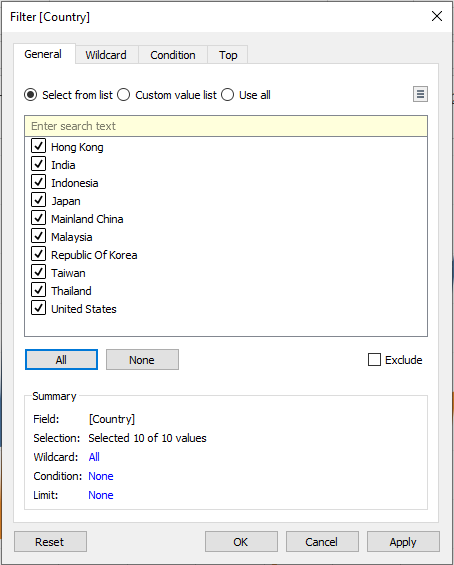 Filter [Country]
General Wildcard Condition Top
Select from list Custom value list Use all
Enter search text
Hong Kong
India
Indonesia
Japan
Mainland China
Malaysia
Republic Of Korea
Taiwan
Thailand
United States
All None Exclude
Summary
Field: [Country]
Selection: Selected 10 of 10 values
Wildcard: All
Condition: None
Limit: None
Reset OK Cancel Apply